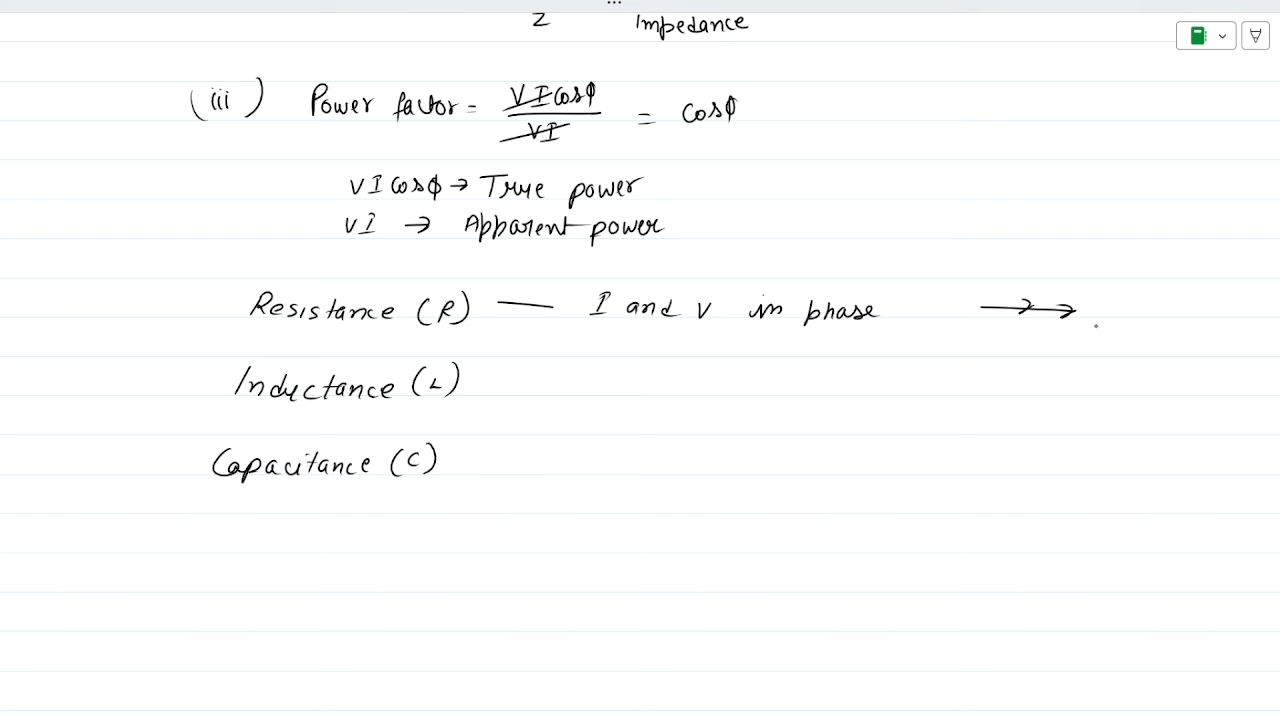 Z Impedance
(iii) Power factor = VIcosϕ / VI = cosϕ
VIcosϕ → True power
VI → Apparent power
Resistance (R) — I and V in phase
Inductance (L)
Capacitance (C)